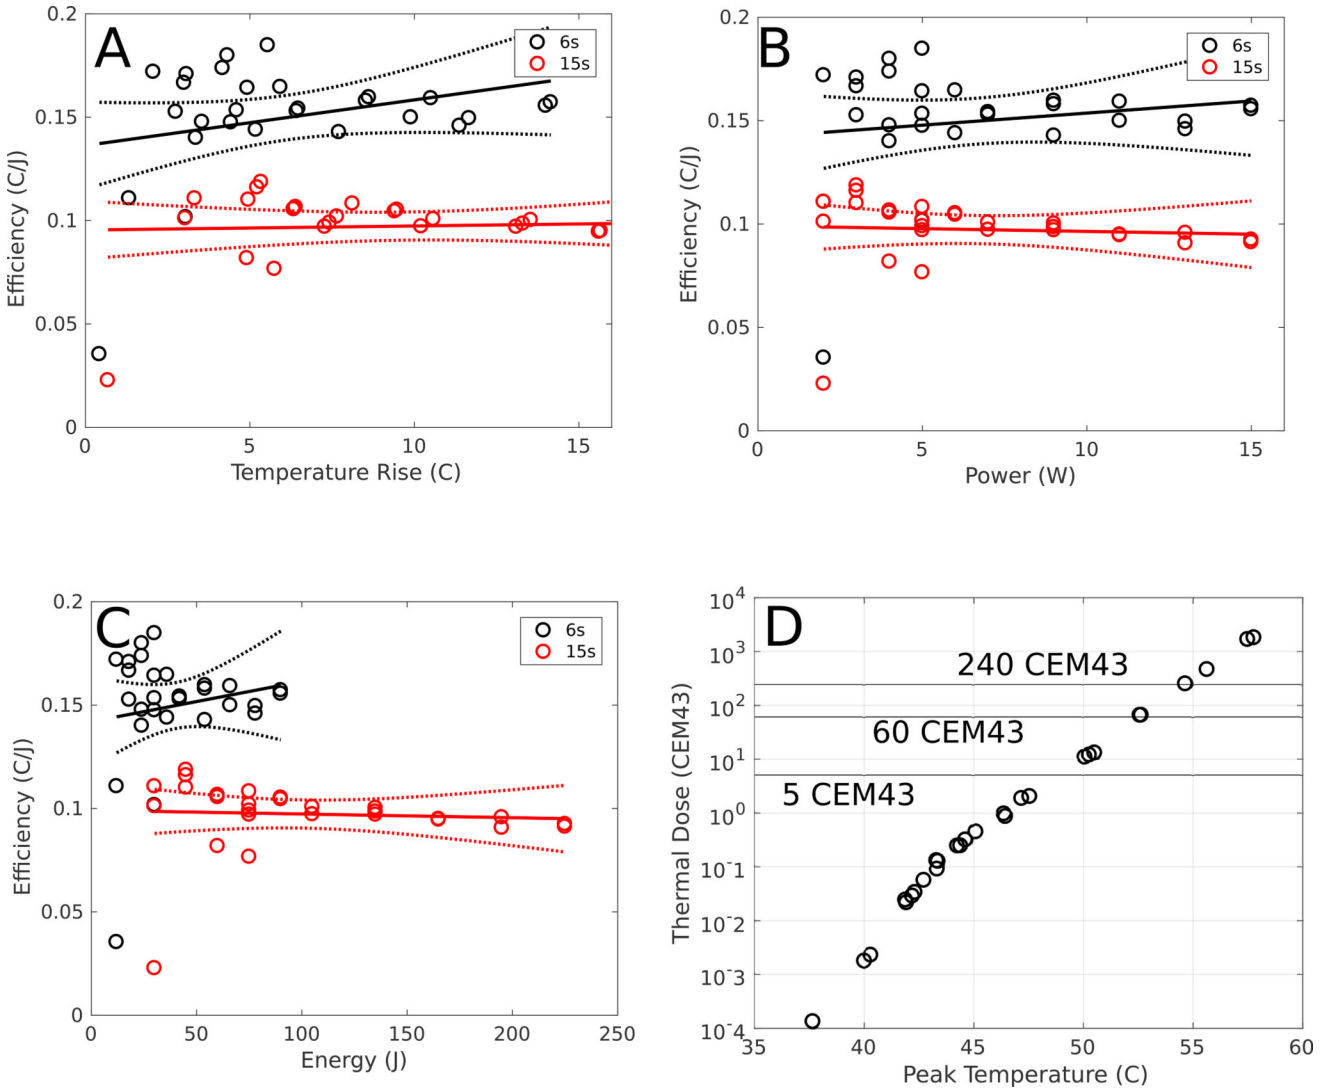 A
0.2
0.15
0.1
0.05
0
Efficiency (C/J)
6s
15s
0 5 10 15
Temperature Rise (C)
B
0.2
0.15
0.1
0.05
0
Efficiency (C/J)
6s
15s
0 5 10 15
Power (W)
C
0.2
0.15
0.1
0.05
0
Efficiency (C/J)
6s
15s
0 50 100 150 200 250
Energy (J)
D
10^4
10^3
10^2
10^1
10^0
10^-1
10^-2
10^-3
10^-4
Thermal Dose (CEM43)
240 CEM43
60 CEM43
5 CEM43
35 40 45 50 55 60
Peak Temperature (C)